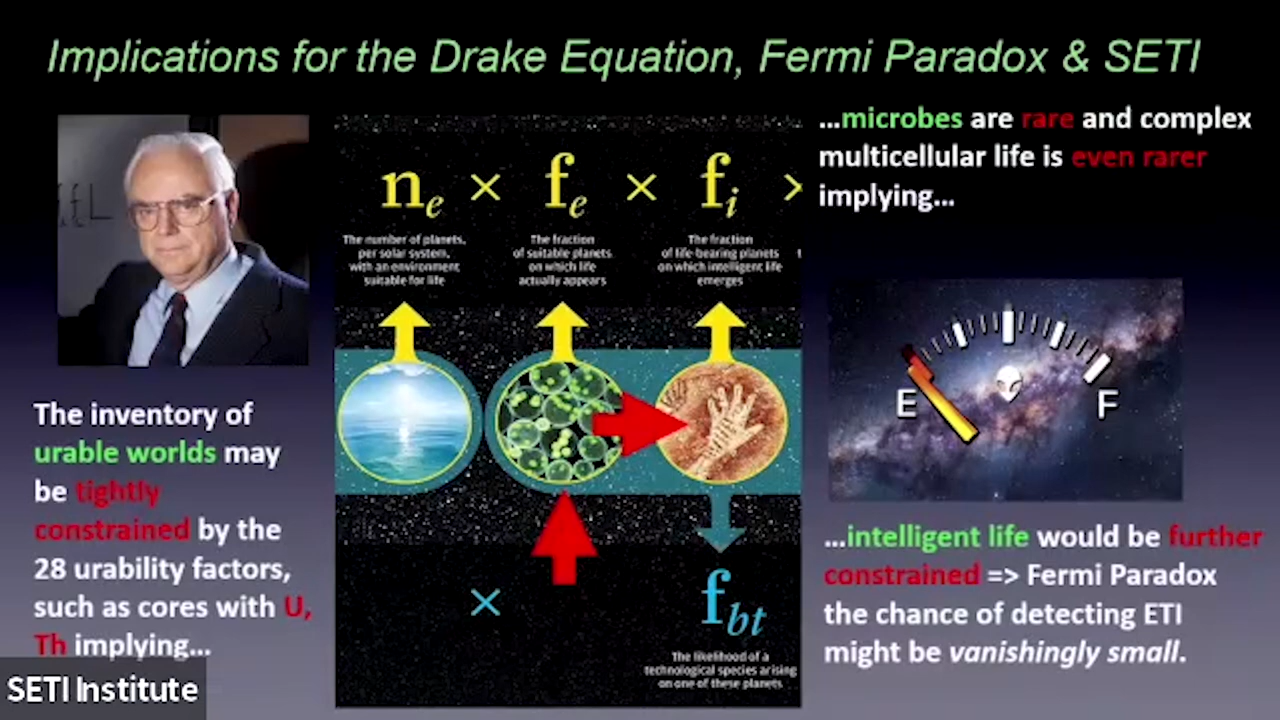 Implications for the Drake Equation, Fermi Paradox & SETI
The inventory of
urable worlds may
be tightly
constrained by the
28 urability factors,
such as cores with U,
Th implying...
nₑ × fₑ × fᵢ ×
The number of planets,
per solar system,
with an environment
suitable for life
The fraction
of suitable planets
on which life
actually appears
The fraction
of life-bearing planets
on which intelligent life
emerges
× f_bt
The likelihood of a
technological species arising
on one of these planets
...microbes are rare and complex
multicellular life is even rarer
implying...
E F
...intelligent life would be further
constrained => Fermi Paradox
the chance of detecting ETI
might be vanishingly small.
SETI Institute